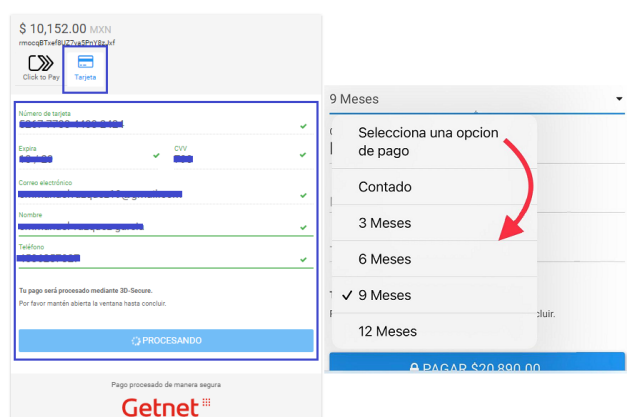 $ 10,152.00 MXN
Click to Pay
Tarjeta
Número de tarjeta
Expira
CVV
Correo electrónico
Nombre
Teléfono
Tu pago será procesado mediante 3D-Secure.
Por favor mantén abierta la ventana hasta concluir.
PROCESANDO
Pago procesado de manera segura
Getnet
9 Meses
Selecciona una opcion
de pago
Contado
3 Meses
6 Meses
✓ 9 Meses
12 Meses
cluir.
PAGAR $20,890.00